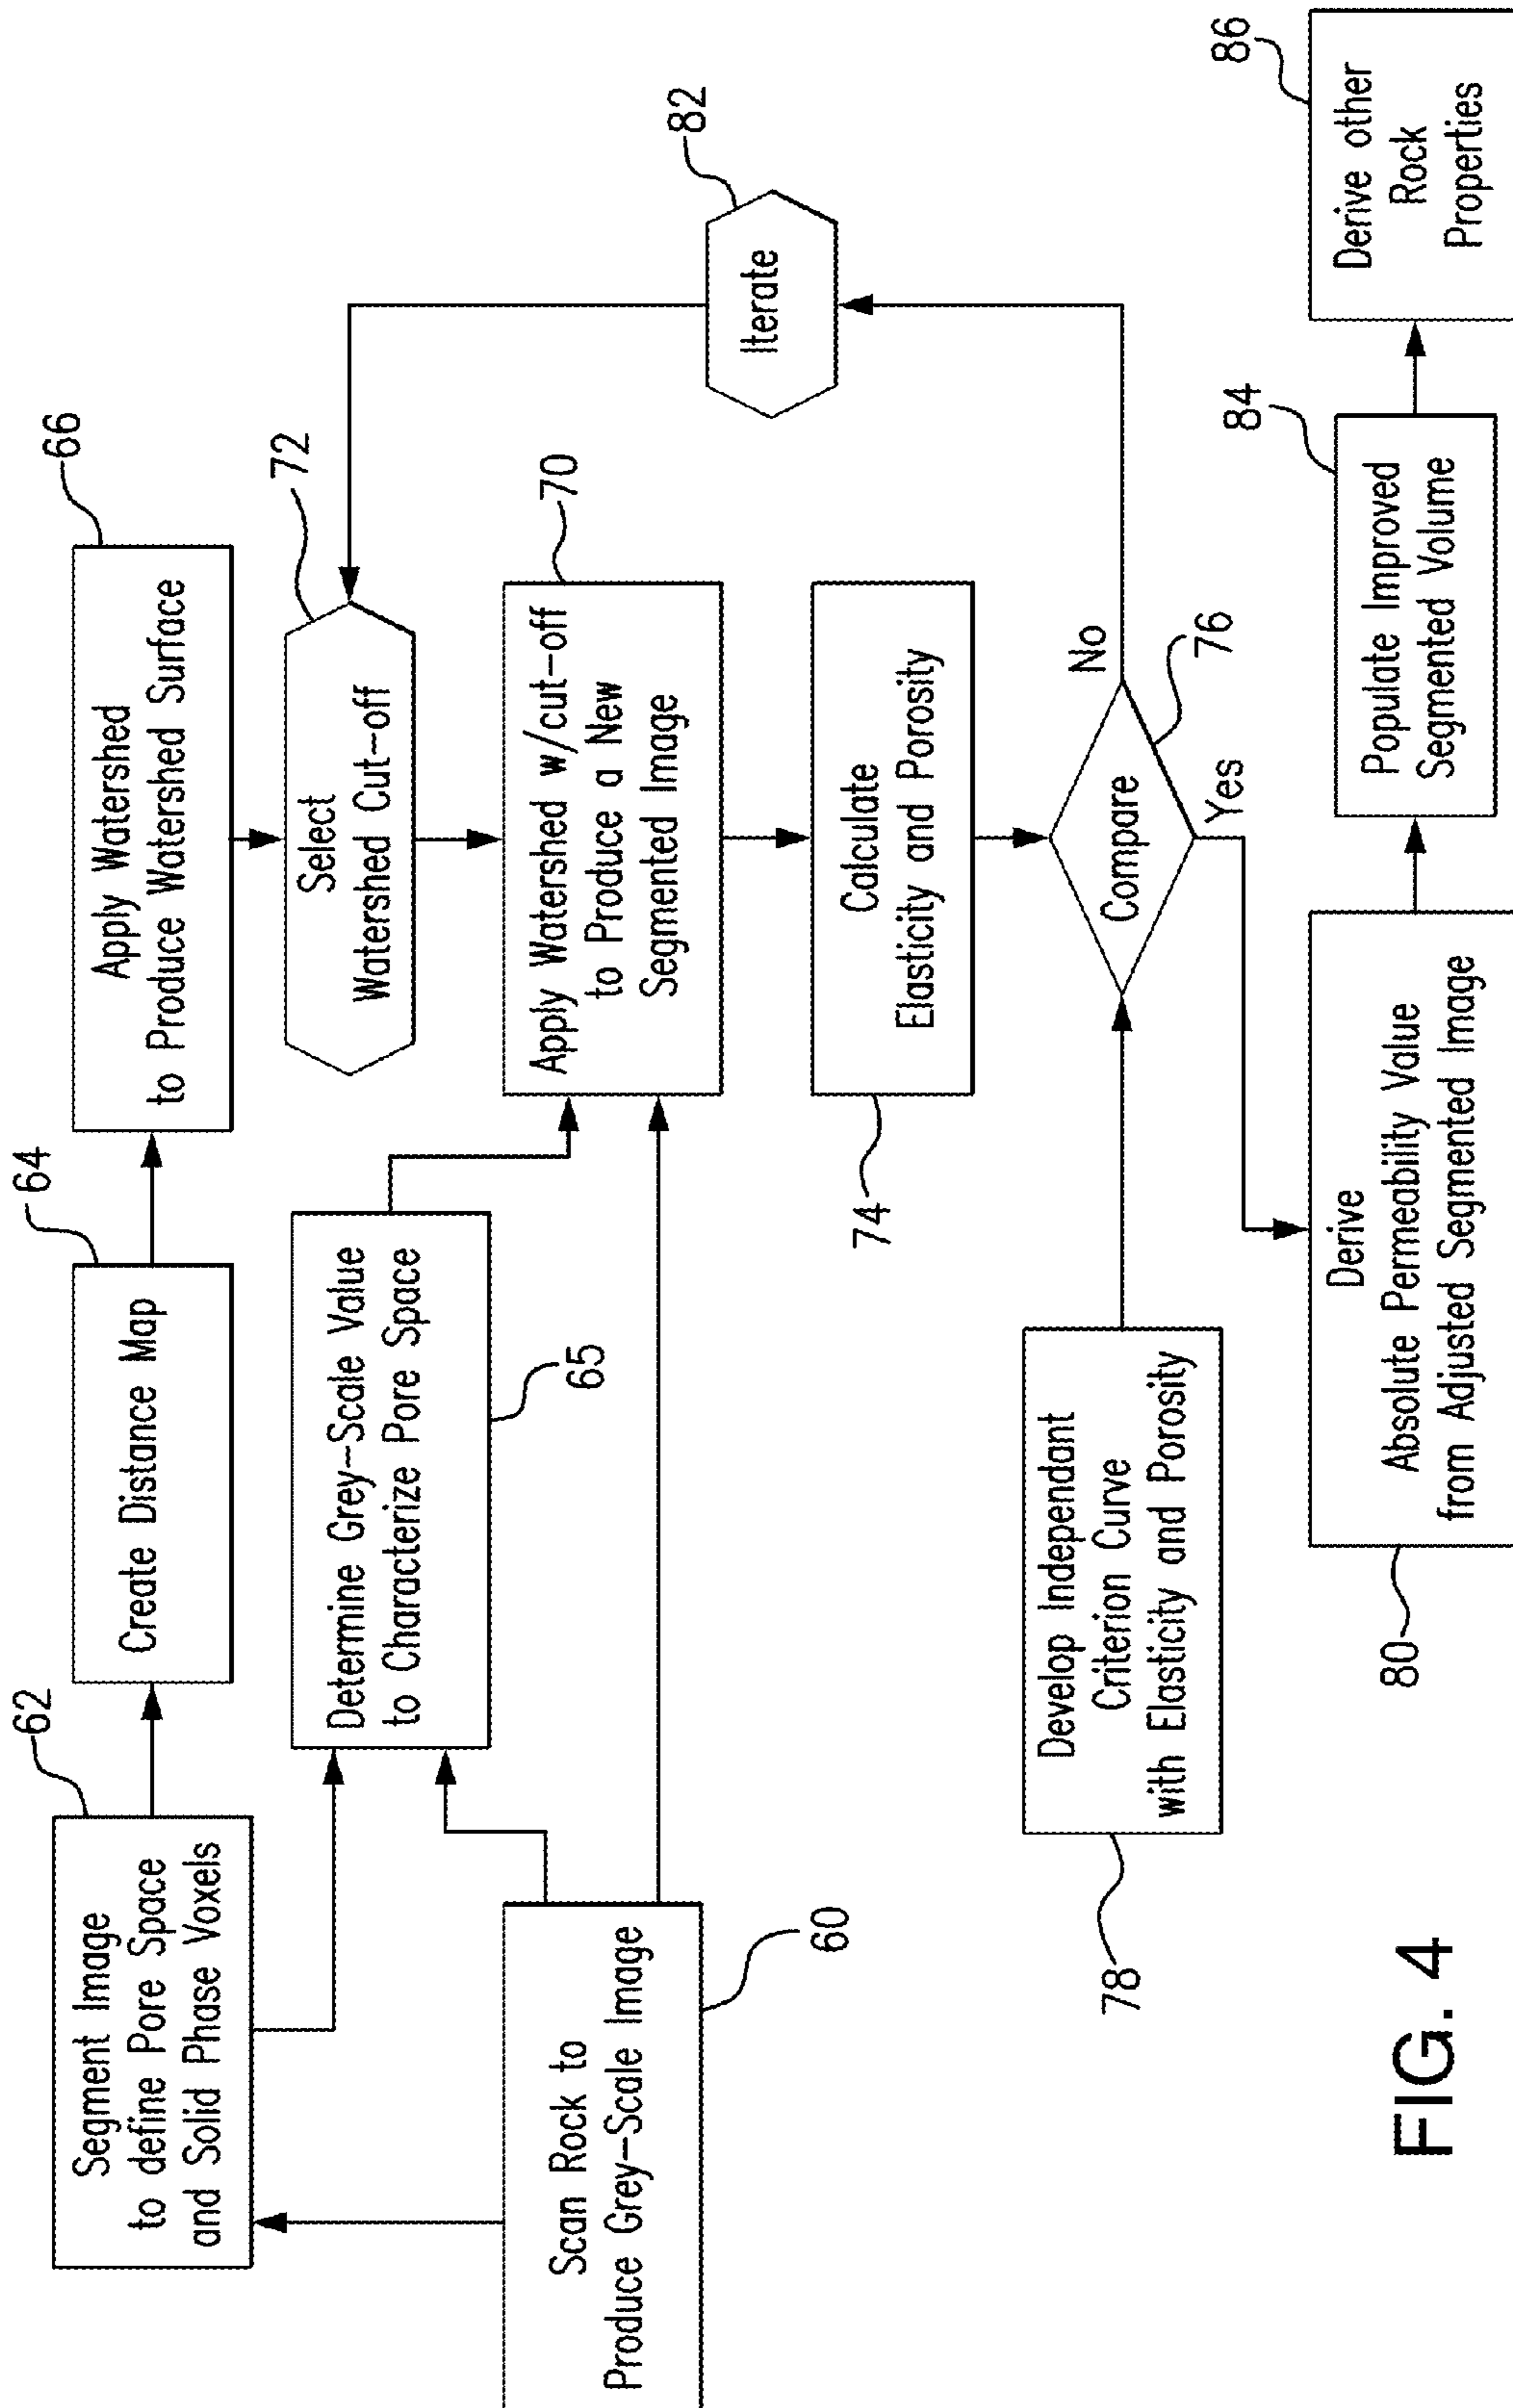 62
Segment Image
to define Pore Space
and Solid Phase Voxels
64
Create Distance Map
66
Apply Watershed
to Produce Watershed Surface
72
Select
Watershed Cut-off
65
Determine Grey-Scale Value
to Characterize Pore Space
60
Scan Rock to
Produce Grey-Scale Image
70
Apply Watershed w/cut-off
to Produce a New
Segmented Image
82
Iterate
74
Calculate
Elasticity and Porosity
78
Develop Independant
Criterion Curve
with Elasticity and Porosity
76
Compare
No
Yes
80
Derive
Absolute Permeability Value
from Adjusted Segmented Image
84
Populate Improved
Segmented Volume
86
Derive other
Rock
Properties
FIG. 4